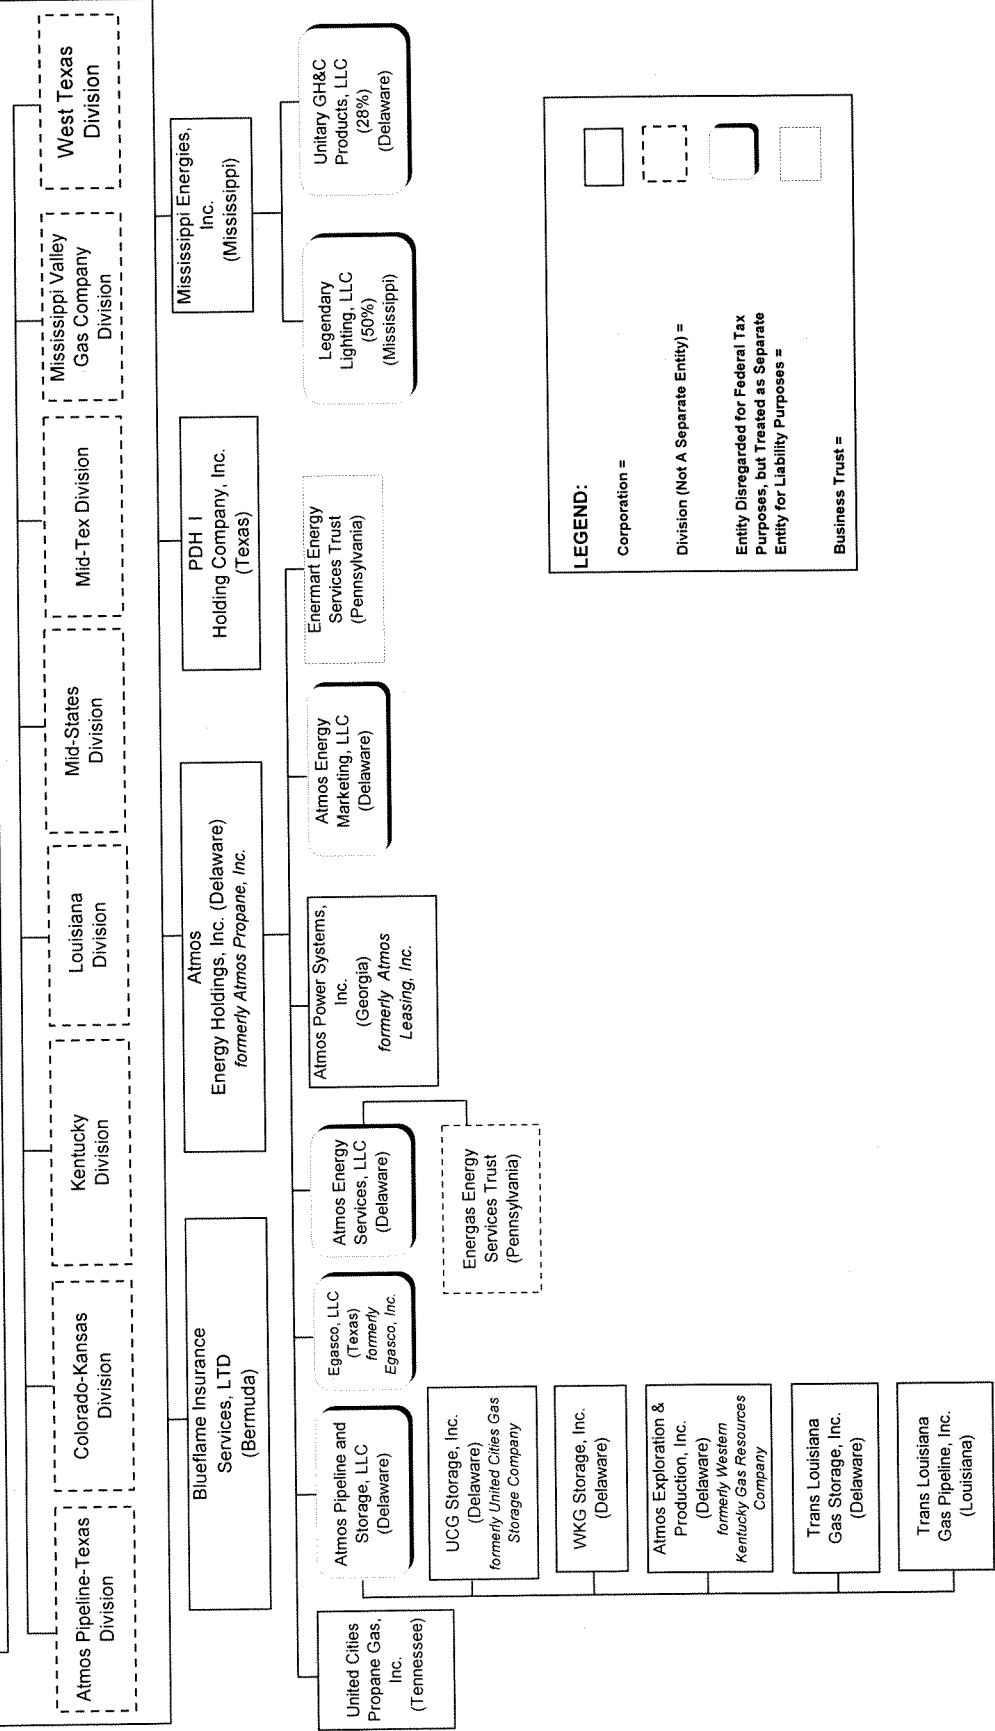 Atmos Pipeline-Texas
Division
Colorado-Kansas
Division
Kentucky
Division
Louisiana
Division
Mid-States
Division
Mid-Tex Division
Mississippi Valley
Gas Company
Division
West Texas
Division
Blueflame Insurance
Services, LTD
(Bermuda)
Atmos
Energy Holdings, Inc. (Delaware)
formerly Atmos Propane, Inc.
PDH I
Holding Company, Inc.
(Texas)
Mississippi Energies,
Inc.
(Mississippi)
United Cities
Propane Gas,
Inc.
(Tennessee)
Atmos Pipeline and
Storage, LLC
(Delaware)
Egasco, LLC
(Texas)
formerly
Egasco, Inc.
Atmos Energy
Services, LLC
(Delaware)
Atmos Power Systems,
Inc.
(Georgia)
formerly Atmos
Leasing, Inc.
Atmos Energy
Marketing, LLC
(Delaware)
Enermart Energy
Services Trust
(Pennsylvania)
Legendary
Lighting, LLC
(50%)
(Mississippi)
Unitary GH&C
Products, LLC
(28%)
(Delaware)
UCG Storage, Inc.
(Delaware)
formerly United Cities Gas
Storage Company
WKG Storage, Inc.
(Delaware)
Atmos Exploration &
Production, Inc.
(Delaware)
formerly Western
Kentucky Gas Resources
Company
Trans Louisiana
Gas Storage, Inc.
(Delaware)
Trans Louisiana
Gas Pipeline, Inc.
(Louisiana)
Energas Energy
Services Trust
(Pennsylvania)
LEGEND:
Corporation =
Division (Not A Separate Entity) =
Entity Disregarded for Federal Tax
Purposes, but Treated as Separate
Entity for Liability Purposes =
Business Trust =